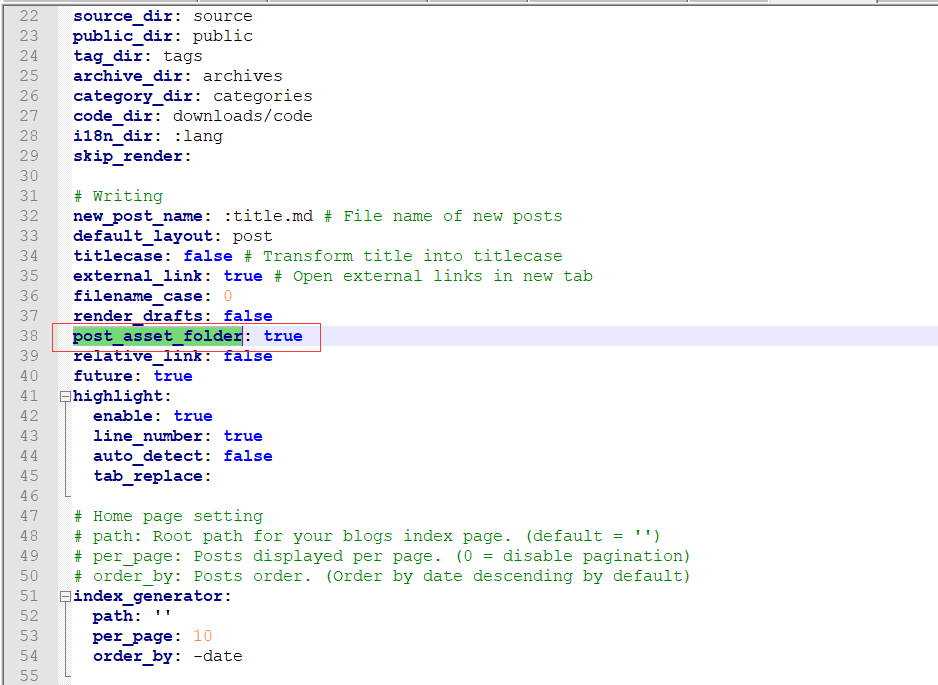 22 source_dir: source
23 public_dir: public
24 tag_dir: tags
25 archive_dir: archives
26 category_dir: categories
27 code_dir: downloads/code
28 i18n_dir: :lang
29 skip_render:
30
31 # Writing
32 new_post_name: :title.md # File name of new posts
33 default_layout: post
34 titlecase: false # Transform title into titlecase
35 external_link: true # Open external links in new tab
36 filename_case: 0
37 render_drafts: false
38 post_asset_folder: true
39 relative_link: false
40 future: true
41 highlight:
42   enable: true
43   line_number: true
44   auto_detect: false
45   tab_replace:
46
47 # Home page setting
48 # path: Root path for your blogs index page. (default = '')
49 # per_page: Posts displayed per page. (0 = disable pagination)
50 # order_by: Posts order. (Order by date descending by default)
51 index_generator:
52   path: ''
53   per_page: 10
54   order_by: -date
55